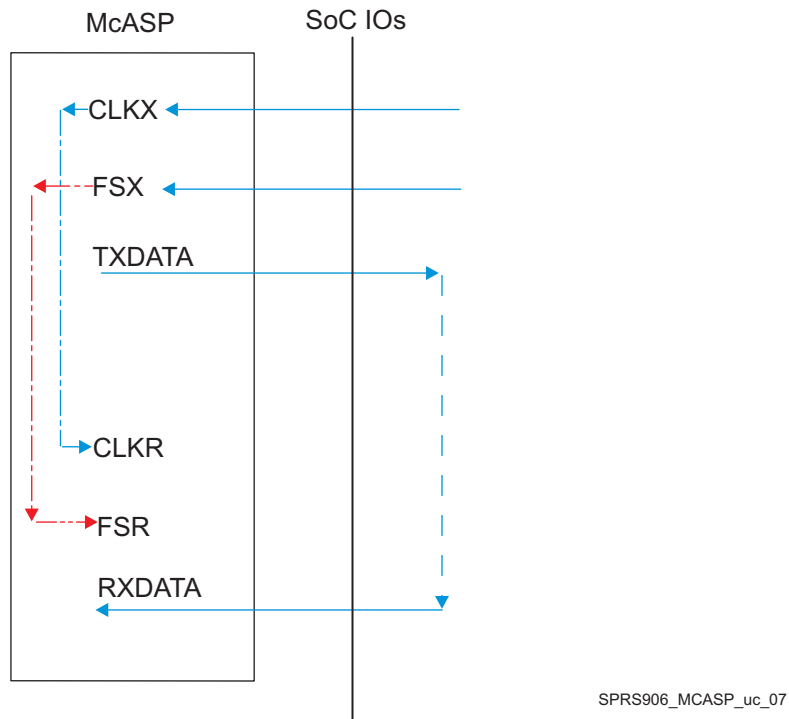 McASP
SoC IOs
CLKX
FSX
TXDATA
CLKR
FSR
RXDATA
SPRS906_MCASP_uc_07